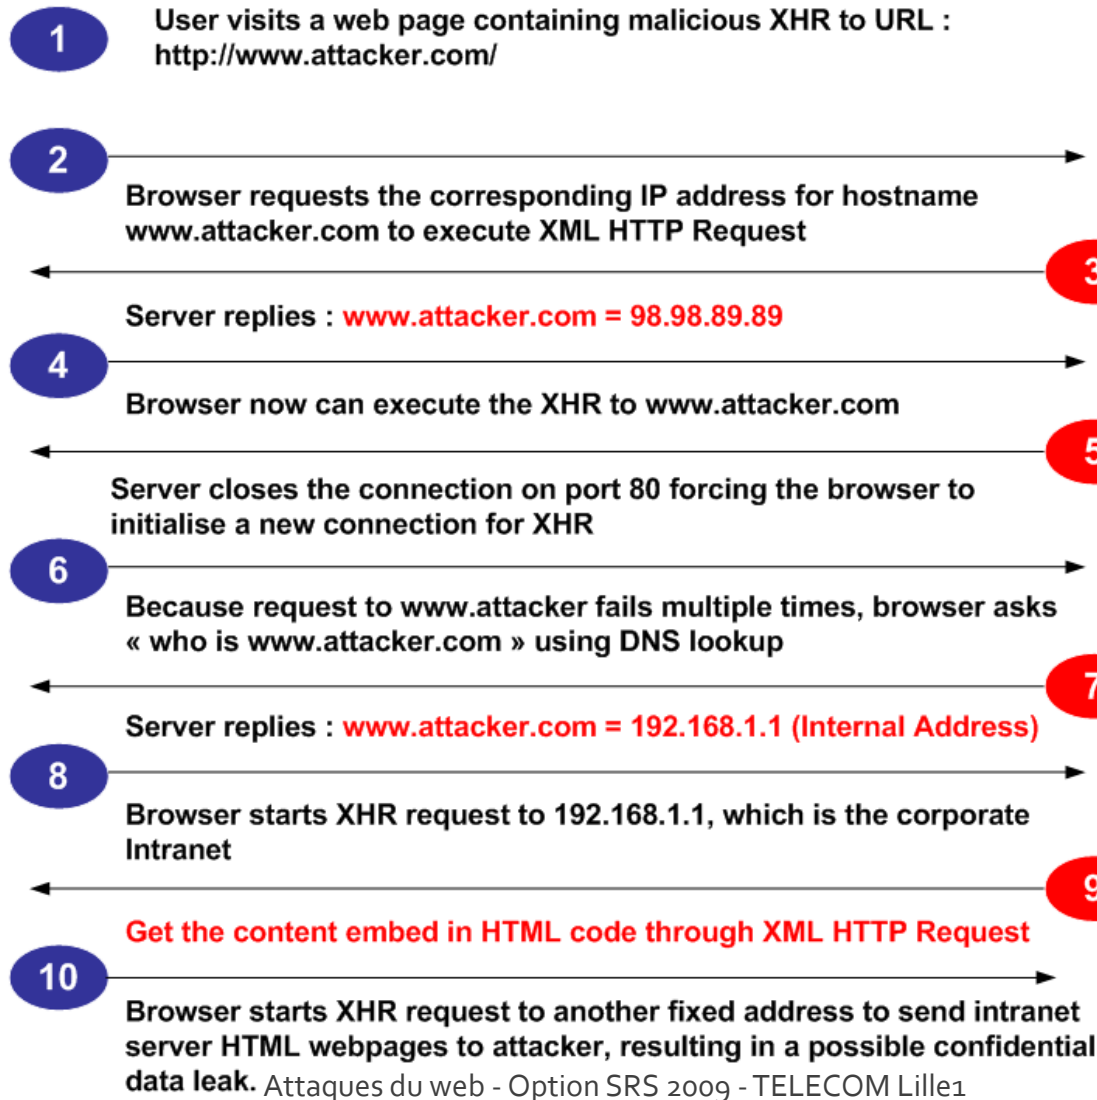 1
User visits a web page containing malicious XHR to URL :
http://www.attacker.com/
2
Browser requests the corresponding IP address for hostname
www.attacker.com to execute XML HTTP Request
3
Server replies : www.attacker.com = 98.98.89.89
4
Browser now can execute the XHR to www.attacker.com
5
Server closes the connection on port 80 forcing the browser to
initialise a new connection for XHR
6
Because request to www.attacker fails multiple times, browser asks
« who is www.attacker.com » using DNS lookup
7
Server replies : www.attacker.com = 192.168.1.1 (Internal Address)
8
Browser starts XHR request to 192.168.1.1, which is the corporate
Intranet
9
Get the content embed in HTML code through XML HTTP Request
10
Browser starts XHR request to another fixed address to send intranet
server HTML webpages to attacker, resulting in a possible confidential
data leak.
Attaques du web - Option SRS 2009 - TELECOM Lille1